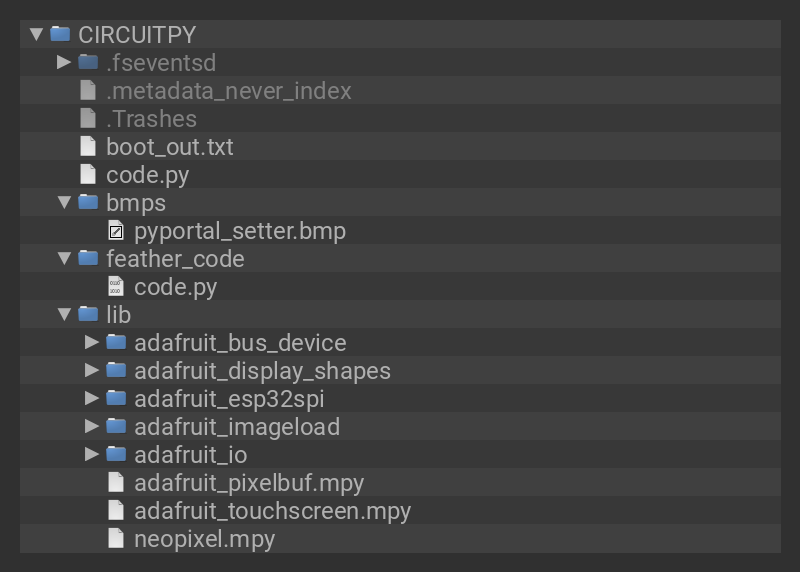 CIRCUITPY
.fseventsd
.metadata_never_index
.Trashes
boot_out.txt
code.py
bmps
pyportal_setter.bmp
feather_code
code.py
lib
adafruit_bus_device
adafruit_display_shapes
adafruit_esp32spi
adafruit_imageload
adafruit_io
adafruit_pixelbuf.mpy
adafruit_touchscreen.mpy
neopixel.mpy